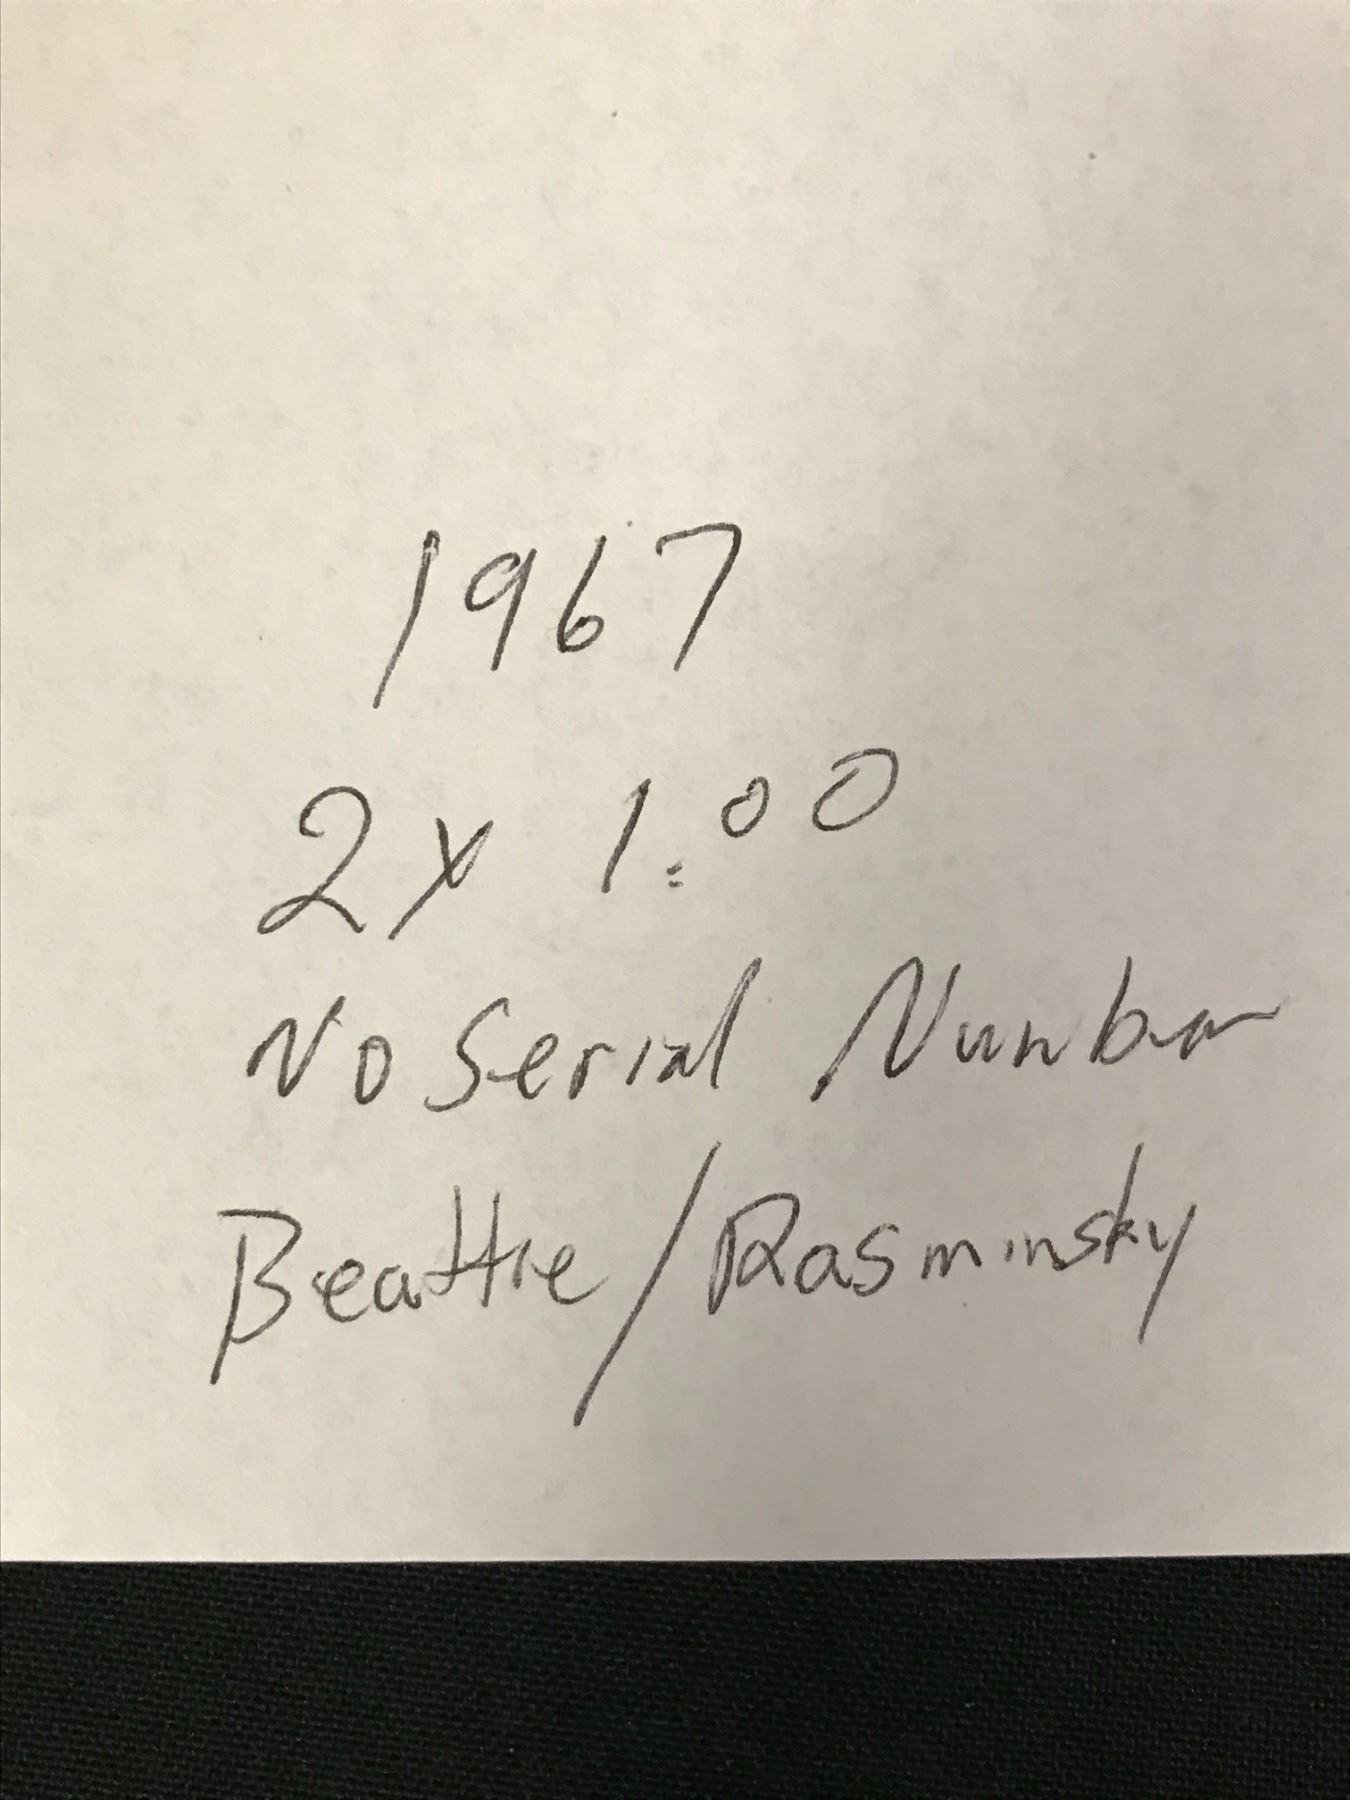 1967
2x 1.00
No Serial Number
Beattie/Rasminsky